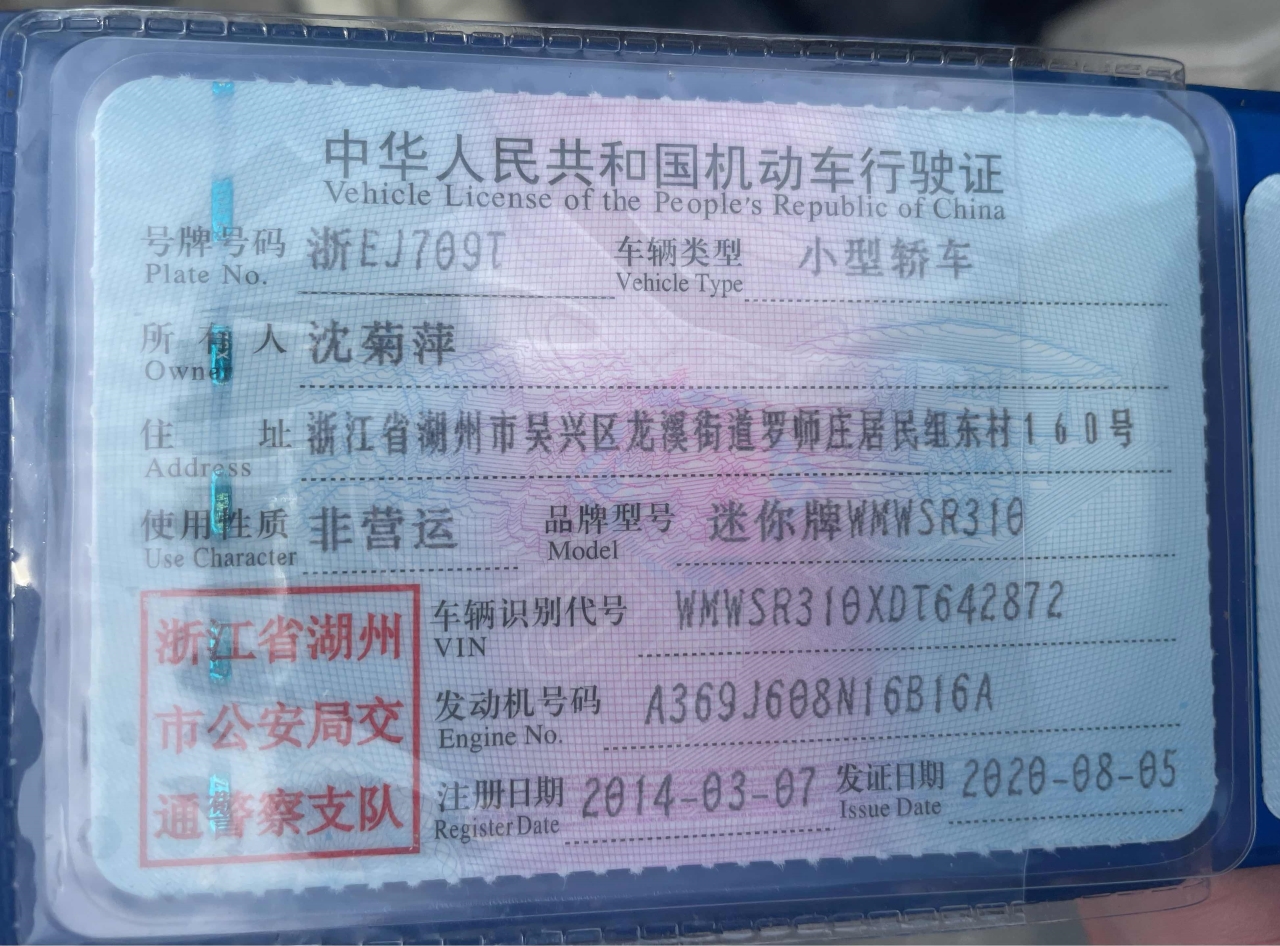 中华人民共和国机动车行驶证
Vehicle License of the People's Republic of China
号牌号码 浙EJ709T 车辆类型 小型轿车
Plate No. Vehicle Type
所有人 沈菊萍
Owner
住址 浙江省湖州市吴兴区龙溪街道罗师庄居民组东村160号
Address
使用性质 非营运 品牌型号 迷你牌WMWSR310
Use Character Model
浙江省湖州
市公安局交
通警察支队
车辆识别代号 WMWSR310XDT642872
VIN
发动机号码 A369J608N16B16A
Engine No.
注册日期 2014-03-07 发证日期 2020-08-05
Register Date Issue Date